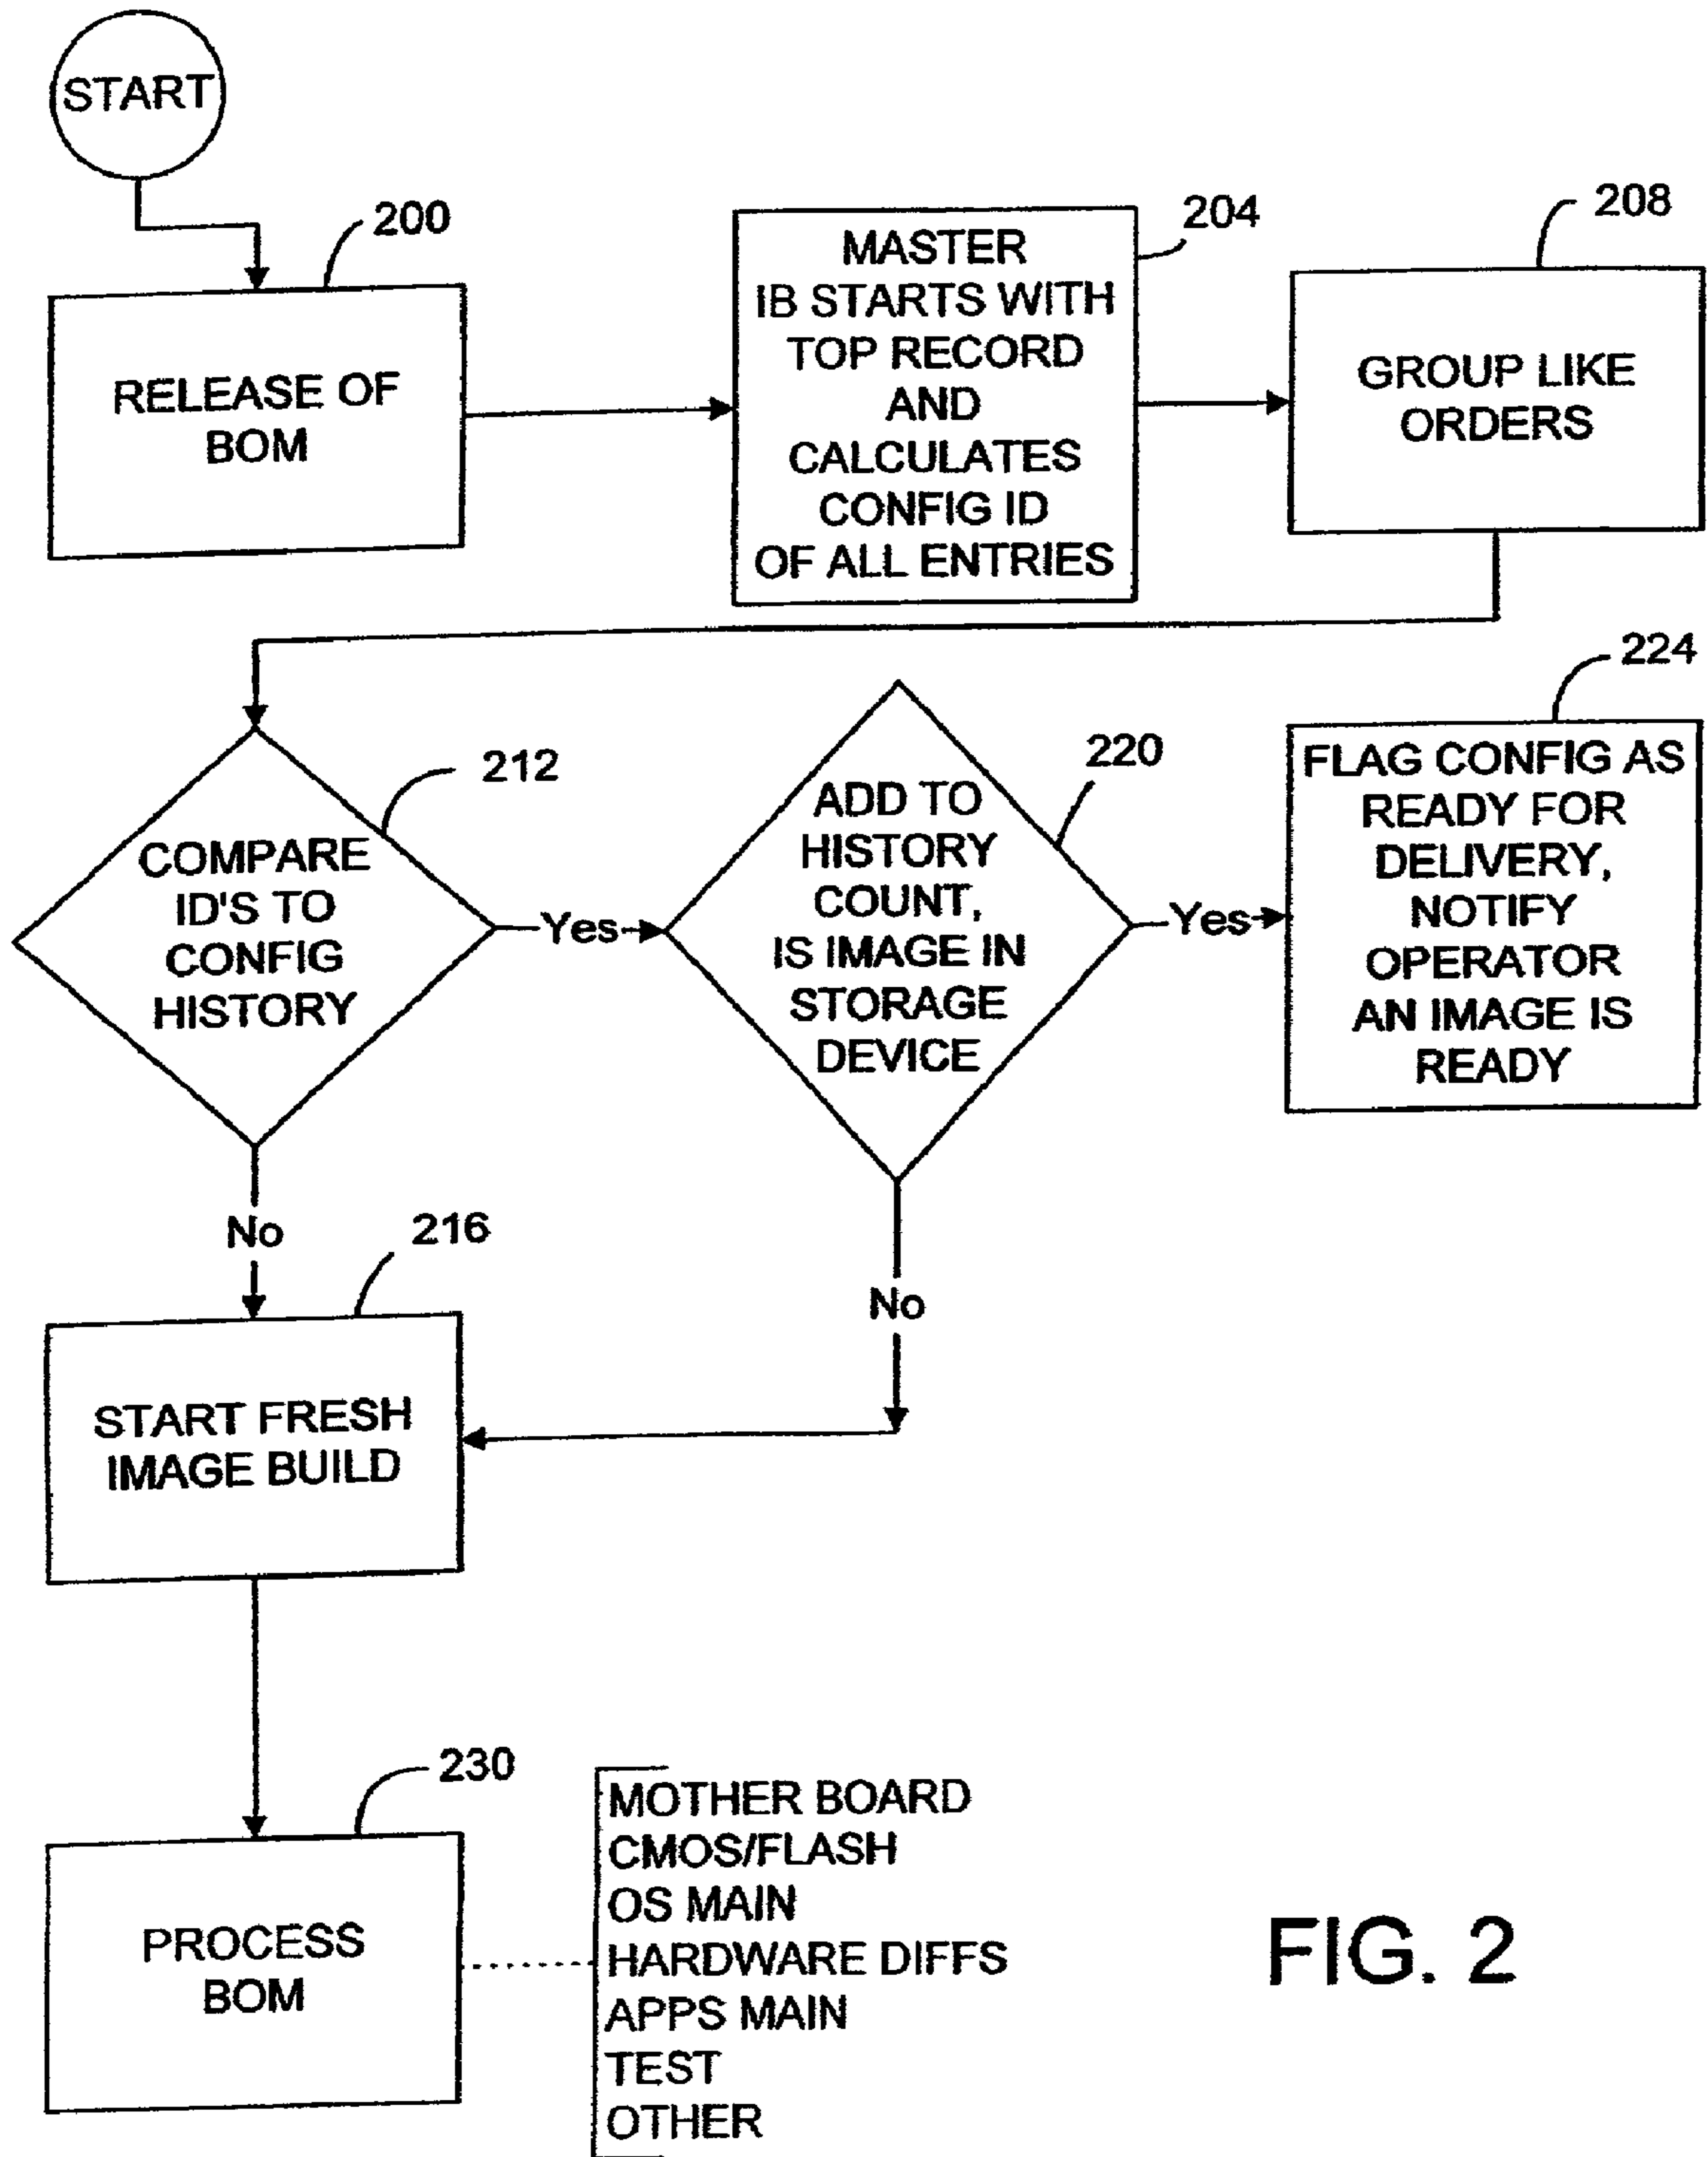 START
200
RELEASE OF
BOM
204
MASTER
IB STARTS WITH
TOP RECORD
AND
CALCULATES
CONFIG ID
OF ALL ENTRIES
208
GROUP LIKE
ORDERS
212
COMPARE
ID'S TO
CONFIG
HISTORY
Yes
220
ADD TO
HISTORY
COUNT,
IS IMAGE IN
STORAGE
DEVICE
Yes
224
FLAG CONFIG AS
READY FOR
DELIVERY,
NOTIFY
OPERATOR
AN IMAGE IS
READY
No
No
216
START FRESH
IMAGE BUILD
230
PROCESS
BOM
MOTHER BOARD
CMOS/FLASH
OS MAIN
HARDWARE DIFFS
APPS MAIN
TEST
OTHER
FIG. 2